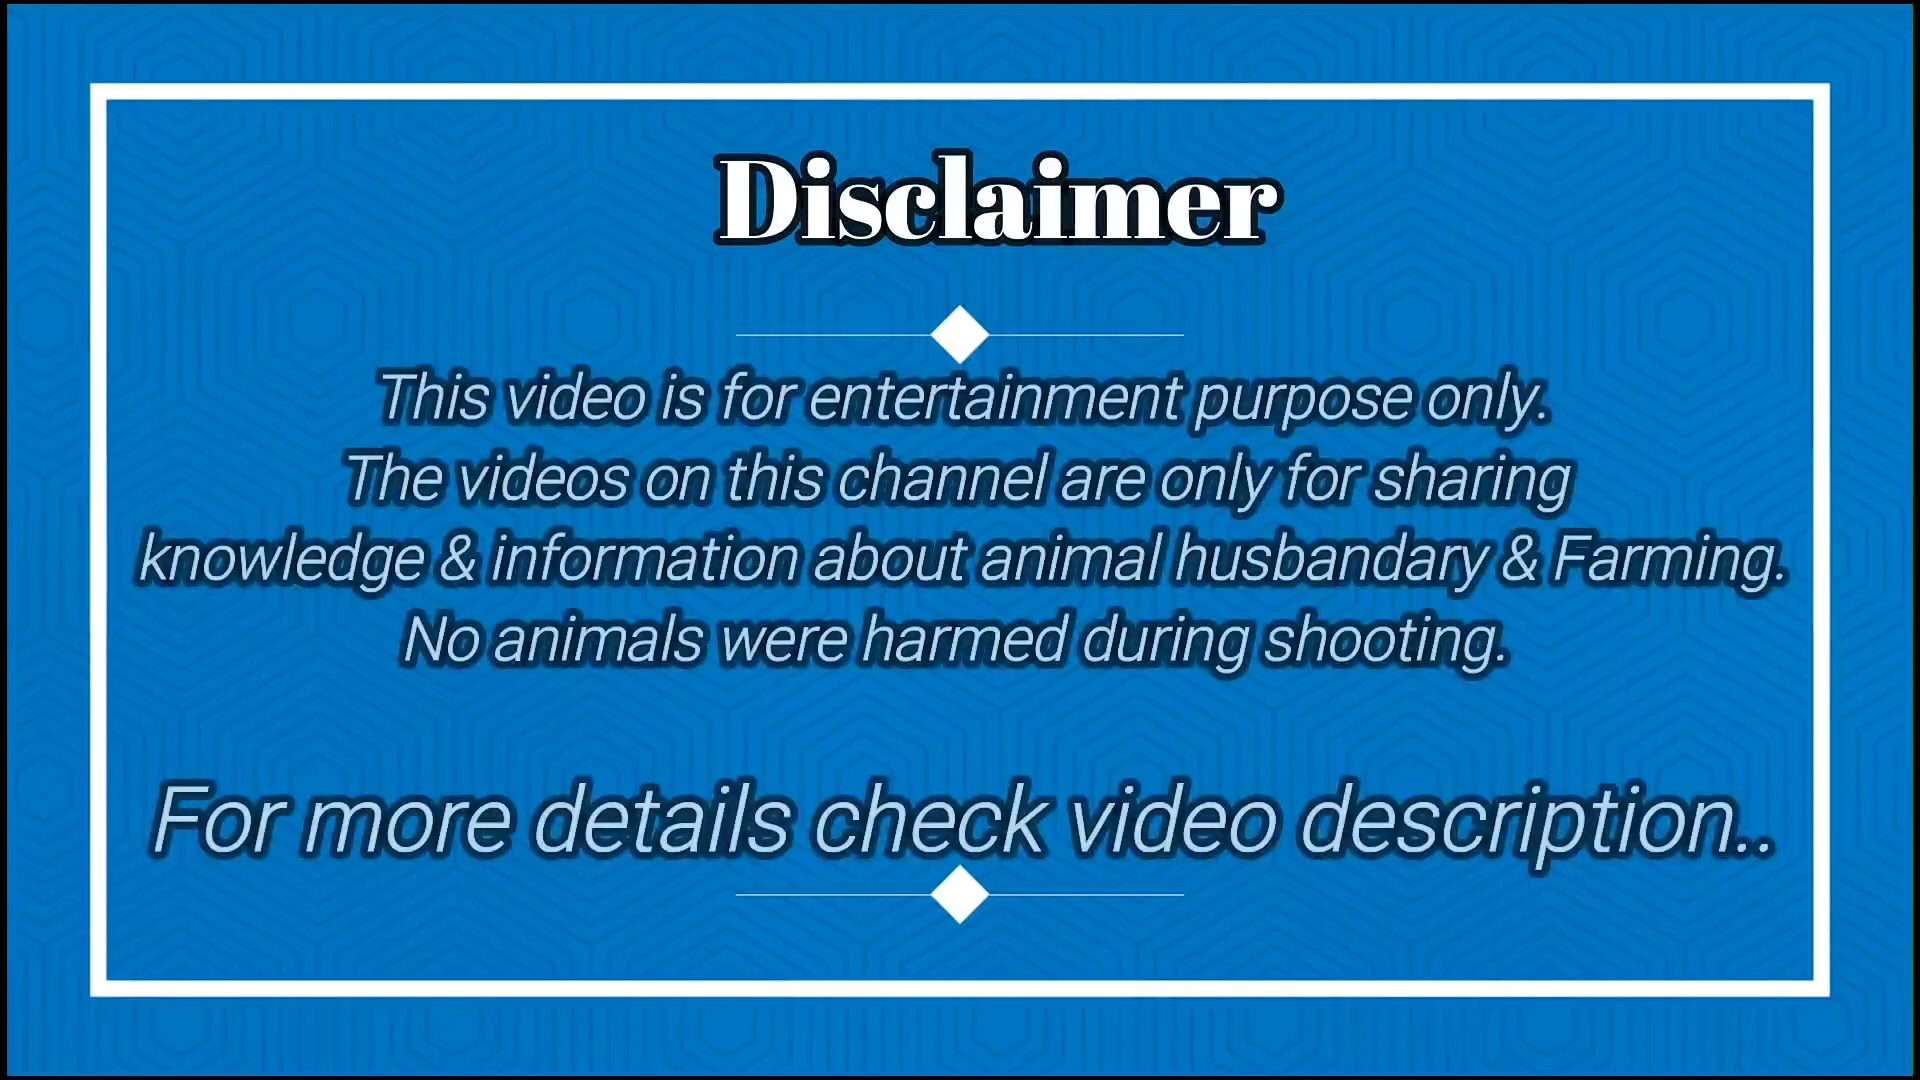 Disclaimer
This video is for entertainment purpose only.
The videos on this channel are only for sharing
knowledge & information about animal husbandary & Farming.
No animals were harmed during shooting.
For more details check video description..